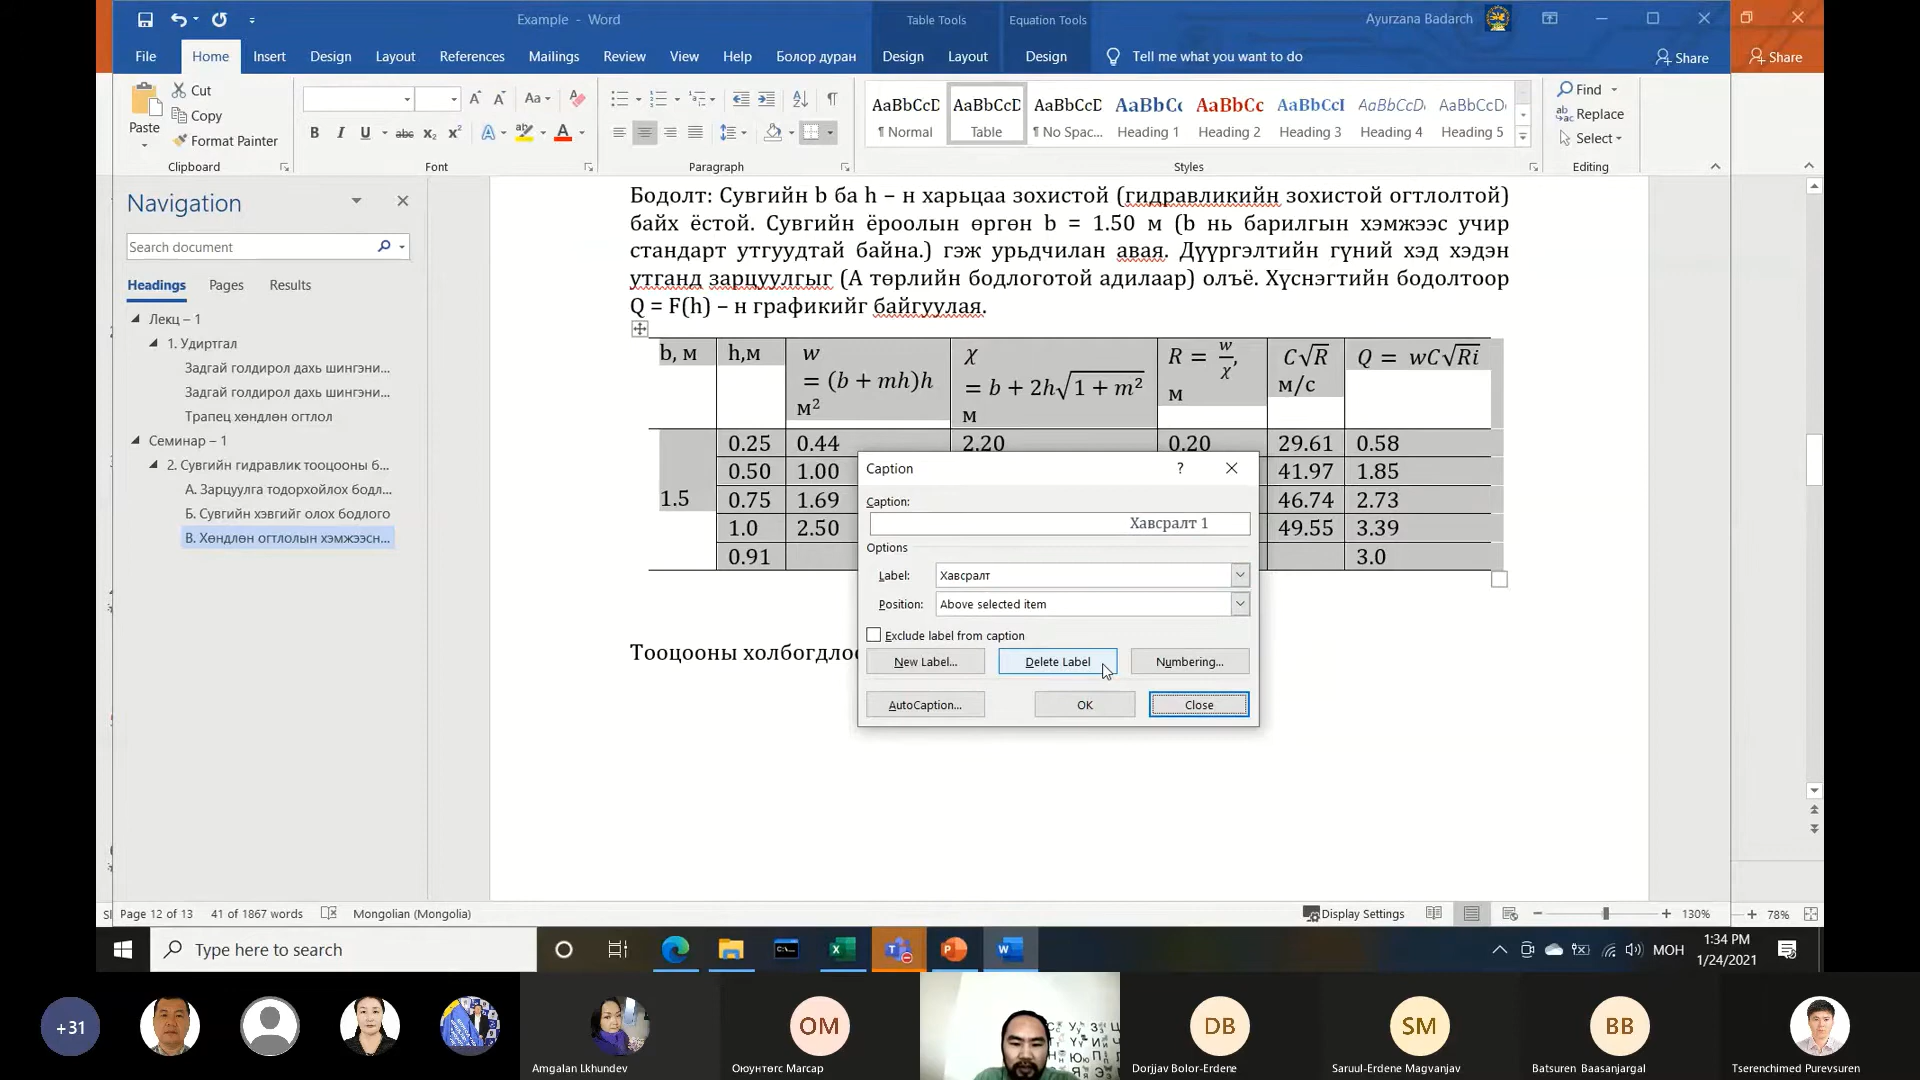 Example - Word
Table Tools
Equation Tools
Ayurzana Badarch
File
Home
Insert
Design
Layout
References
Mailings
Review
View
Help
Болор дуран
Design
Layout
Design
Tell me what you want to do
Share
Share
Paste
Cut
Copy
Format Painter
Clipboard
Font
Paragraph
AaBbCcD
¶ Normal
AaBbCcD
Table
AaBbCcD
¶ No Spac...
AaBbCc
Heading 1
AaBbCc
Heading 2
AaBbCcI
Heading 3
AaBbCcD
Heading 4
AaBbCcD
Heading 5
Styles
Find
Replace
Select
Editing
Navigation
Search document
Headings
Pages
Results
Лекц – 1
1. Удиртгал
Задгай голдирол дахь шингэни...
Задгай голдирол дахь шингэни...
Трапец хөндлөн огтлол
Семинар – 1
2. Сувгийн гидравлик тооцооны б...
А. Зарцуулга тодорхойлох бодл...
Б. Сувгийн хэвгийг олох бодлого
В. Хөндлөн огтлолын хэмжээсн...
Бодолт: Сувгийн b ба h – н харьцаа зохистой (гидравликийн зохистой огтлолтой)
байх ёстой. Сувгийн ёроолын өргөн b = 1.50 м (b нь барилгын хэмжээс учир
стандарт утгуудтай байна.) гэж урьдчилан авая. Дүүргэлтийн гүний хэд хэдэн
утганд зарцуулгыг (А төрлийн бодлоготой адилаар) олъё. Хүснэгтийн бодолтоор
Q = F(h) – н графикийг байгуулая.
b, м
h,м
w = (b + mh)h м²
χ = b + 2h√(1 + m²) м
R = w/χ, м
C√R м/с
Q = wC√Ri
0.25 0.44 2.20 0.20 29.61 0.58
0.50 1.00 41.97 1.85
1.5 0.75 1.69 46.74 2.73
1.0 2.50 49.55 3.39
0.91 3.0
Caption
?
Caption:
Хавсралт 1
Options
Label:
Хавсралт
Position:
Above selected item
Exclude label from caption
New Label...
Delete Label
Numbering...
AutoCaption...
OK
Close
Тооцооны холбогдло
Page 12 of 13
41 of 1867 words
Mongolian (Mongolia)
Display Settings
130%
78%
Type here to search
МОН
1:34 PM
1/24/2021
+31
Amgalan Lkhundev
OM
Оюунтөгс Магсар
DB
Dorjjav Bolor-Erdene
SM
Saruul-Erdene Magvanjav
BB
Batsuren Baasanjargal
Tserenchimed Purevsuren